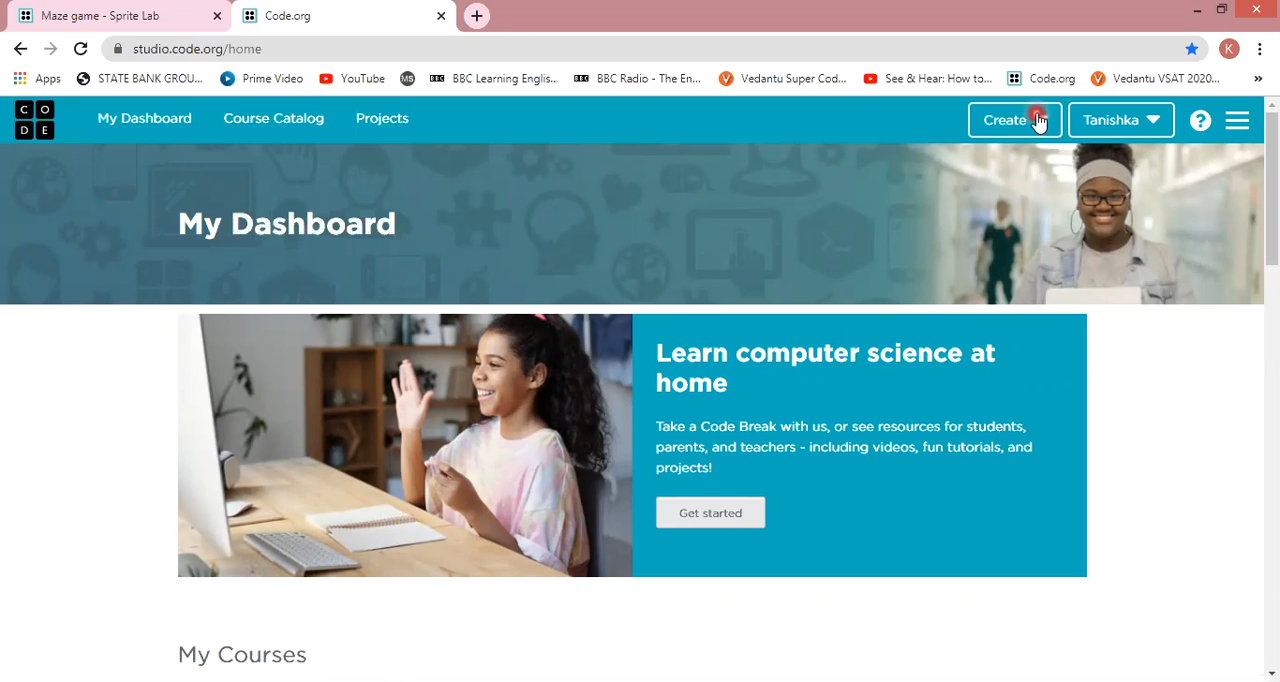 Maze game - Sprite Lab
Code.org
studio.code.org/home
K
Apps
STATE BANK GROU...
Prime Video
YouTube
MS
BBC Learning Englis...
BBC Radio - The En...
Vedantu Super Cod...
See & Hear: How to...
Code.org
Vedantu VSAT 2020...
»
C O
D E
My Dashboard
Course Catalog
Projects
Create
Tanishka
?
My Dashboard
Learn computer science at
home
Take a Code Break with us, or see resources for students,
parents, and teachers - including videos, fun tutorials, and
projects!
Get started
My Courses